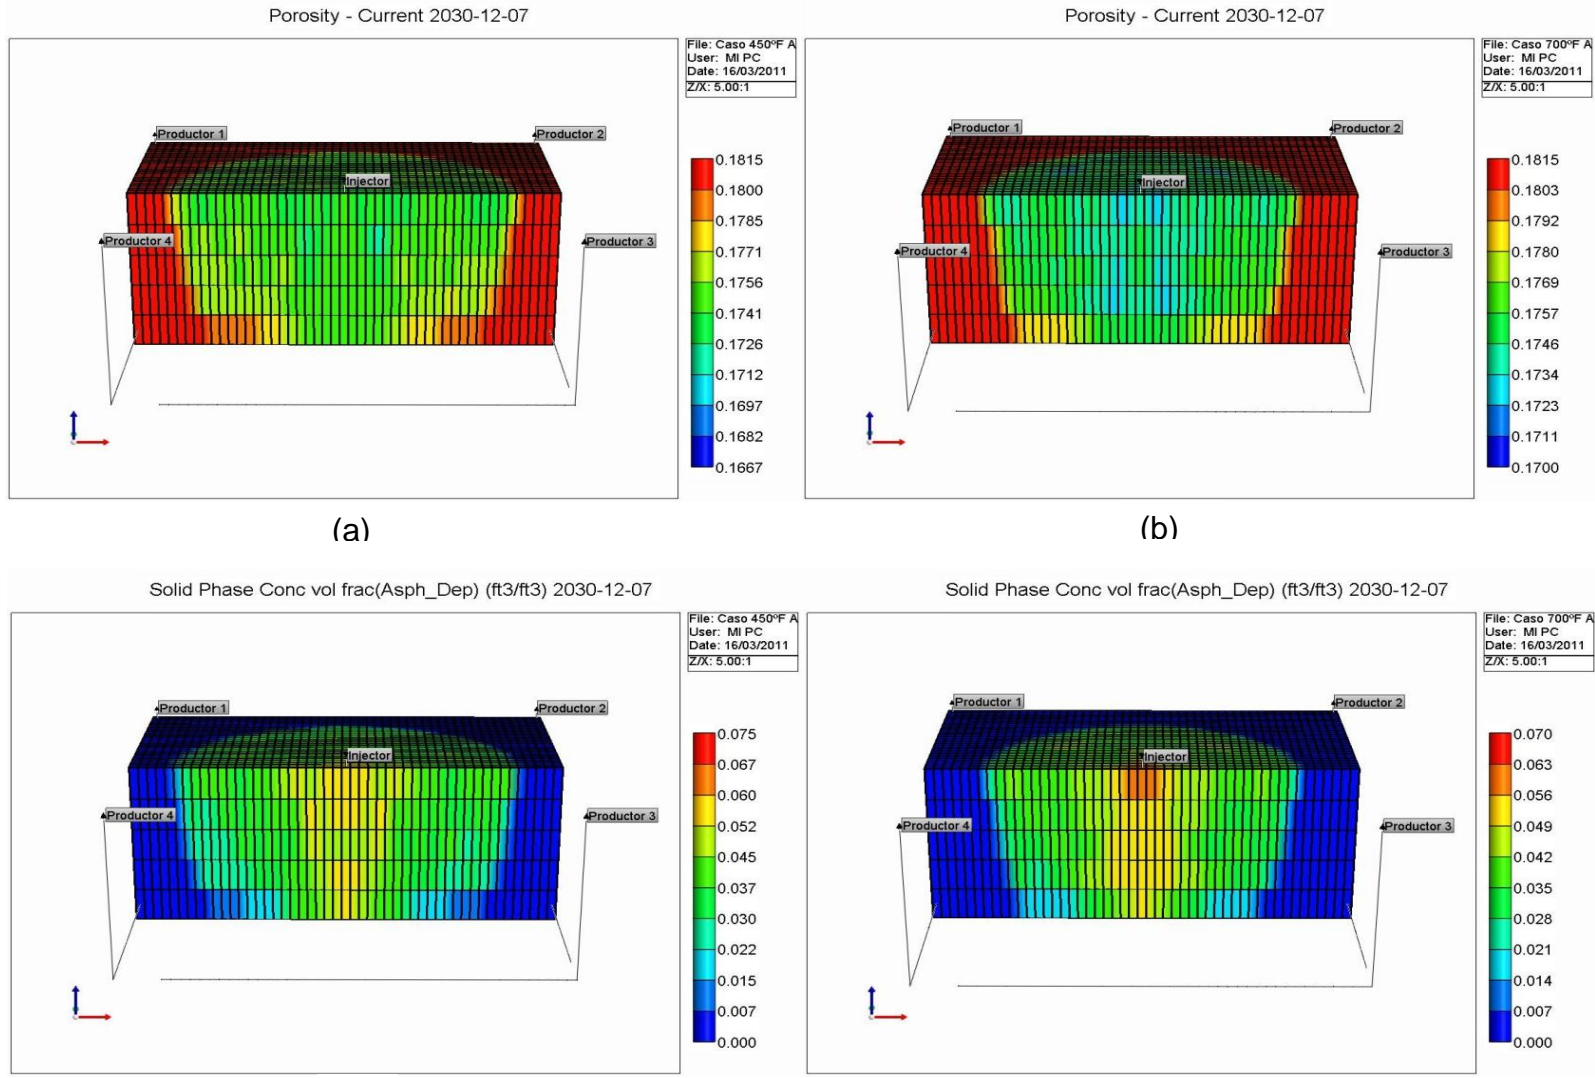 Porosity - Current 2030-12-07
File: Caso 450ºF A
User: MI PC
Date: 16/03/2011
Z/X: 5.00:1
Productor 1
Productor 2
Injector
Productor 4
Productor 3
0.1815
0.1800
0.1785
0.1771
0.1756
0.1741
0.1726
0.1712
0.1697
0.1682
0.1667
(a)
Porosity - Current 2030-12-07
File: Caso 700ºF A
User: MI PC
Date: 16/03/2011
Z/X: 5.00:1
Productor 1
Productor 2
Injector
Productor 4
Productor 3
0.1815
0.1803
0.1792
0.1780
0.1769
0.1757
0.1746
0.1734
0.1723
0.1711
0.1700
(b)
Solid Phase Conc vol frac(Asph_Dep) (ft3/ft3) 2030-12-07
File: Caso 450ºF A
User: MI PC
Date: 16/03/2011
Z/X: 5.00:1
Productor 1
Productor 2
Injector
Productor 4
Productor 3
0.075
0.067
0.060
0.052
0.045
0.037
0.030
0.022
0.015
0.007
0.000
Solid Phase Conc vol frac(Asph_Dep) (ft3/ft3) 2030-12-07
File: Caso 700ºF A
User: MI PC
Date: 16/03/2011
Z/X: 5.00:1
Productor 1
Productor 2
Injector
Productor 4
Productor 3
0.070
0.063
0.056
0.049
0.042
0.035
0.028
0.021
0.014
0.007
0.000